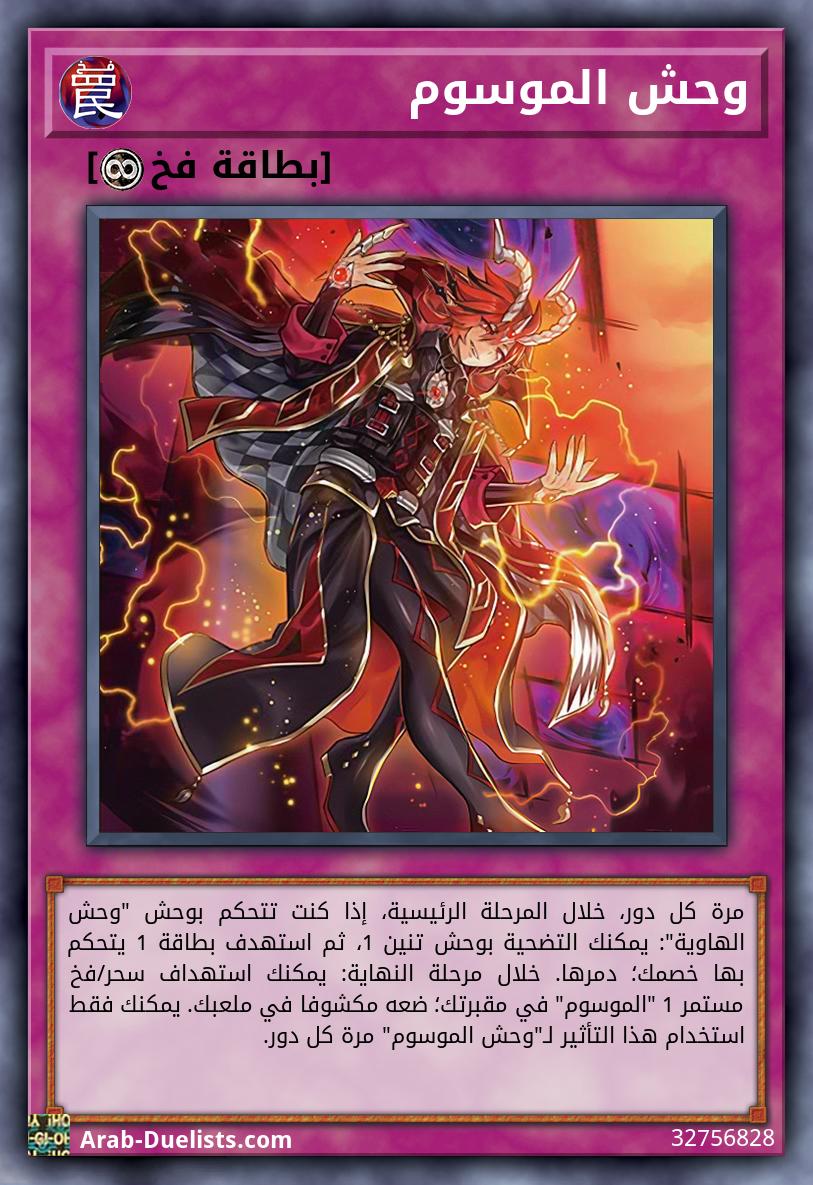 وحش الموسوم
罠
فخ
[بطاقة فخ]
مرة كل دور، خلال المرحلة الرئيسية، إذا كنت تتحكم بوحش "وحش
الهاوية": يمكنك التضحية بوحش تنين 1، ثم استهدف بطاقة 1 يتحكم
بها خصمك؛ دمرها. خلال مرحلة النهاية: يمكنك استهداف سحر/فخ
مستمر 1 "الموسوم" في مقبرتك؛ ضعه مكشوفا في ملعبك. يمكنك فقط
استخدام هذا التأثير لـ"وحش الموسوم" مرة كل دور.
Arab-Duelists.com
32756828